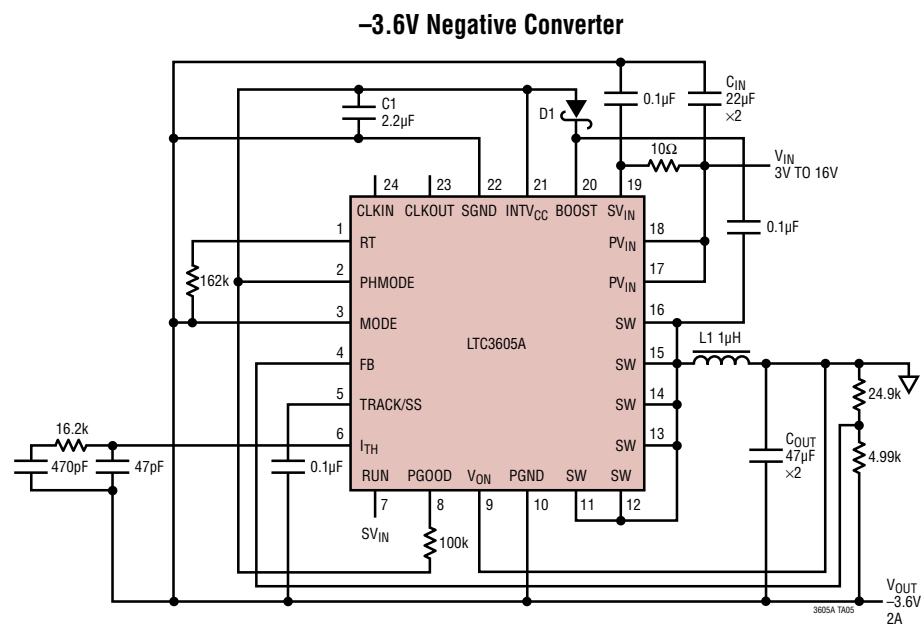 –3.6V Negative Converter
C1
2.2µF
D1
0.1µF
C_IN
22µF
×2
10Ω
V_IN
3V TO 16V
0.1µF
24
23
22
21
20
19
CLKIN
CLKOUT
SGND
INTV_CC
BOOST
SV_IN
1
RT
162k
2
PHMODE
3
MODE
4
FB
5
TRACK/SS
6
I_TH
LTC3605A
18
PV_IN
17
PV_IN
16
SW
15
SW
14
SW
13
SW
L1 1µH
24.9k
4.99k
C_OUT
47µF
×2
16.2k
470pF
47pF
0.1µF
RUN
PGOOD
V_ON
PGND
SW
SW
7
8
9
10
11
12
SV_IN
100k
V_OUT
–3.6V
2A
3605A TA05